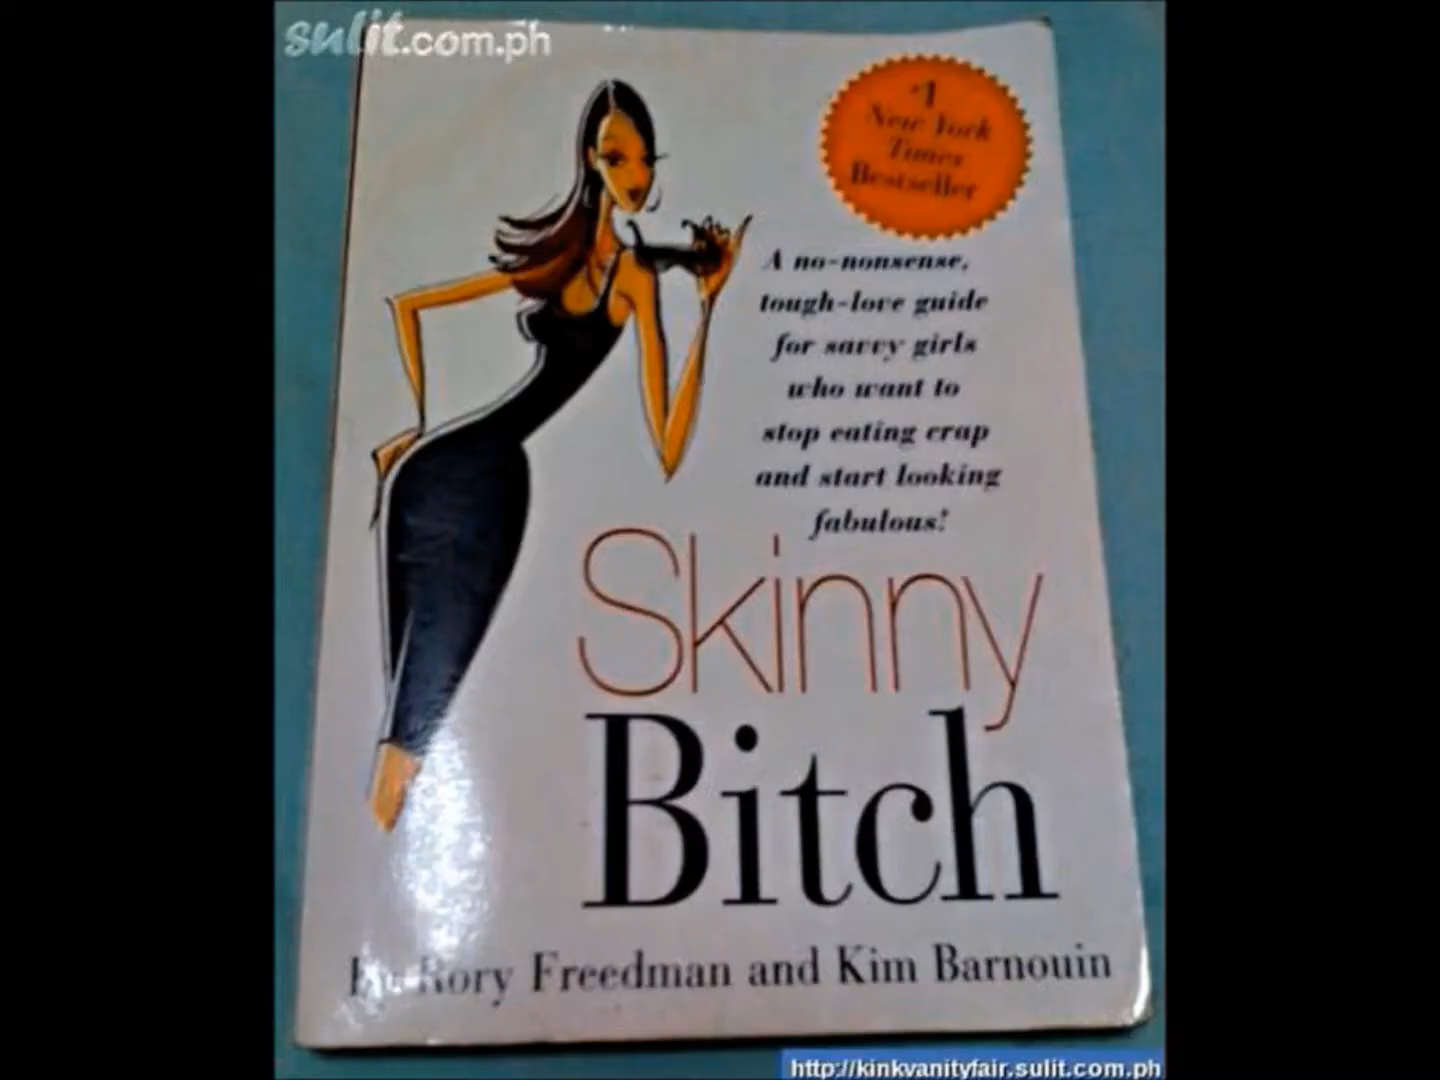 sulit.com.ph
#1
New York
Times
Bestseller
A no-nonsense,
tough-love guide
for savvy girls
who want to
stop eating crap
and start looking
fabulous!
Skinny
Bitch
By Rory Freedman and Kim Barnouin
http://kinkvanityfair.sulit.com.ph